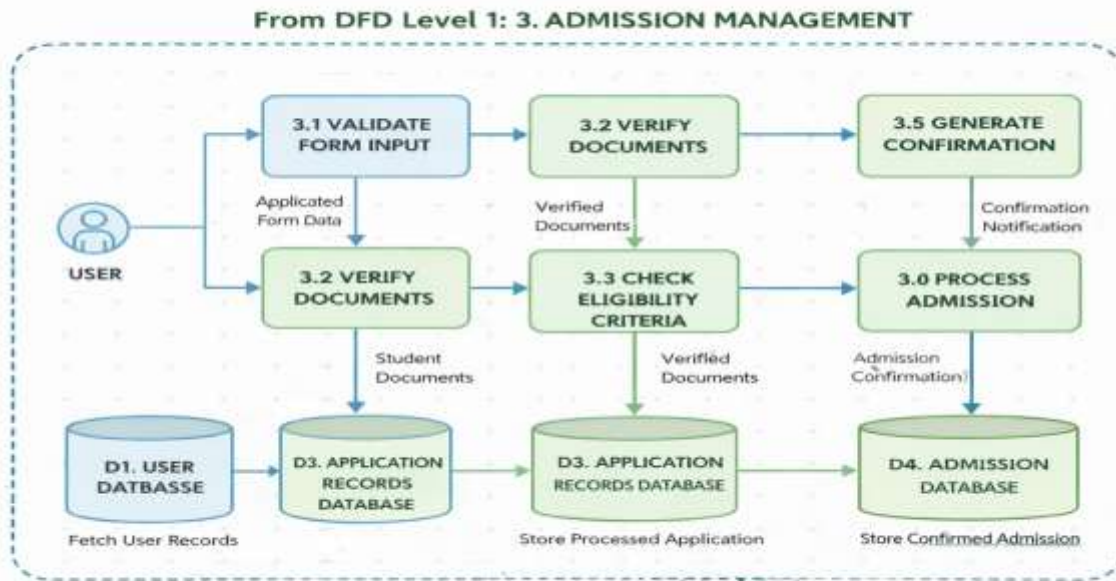 From DFD Level 1: 3. ADMISSION MANAGEMENT
3.1 VALIDATE
FORM INPUT
3.2 VERIFY
DOCUMENTS
3.5 GENERATE
CONFIRMATION
Applicated
Form Data
Verified
Documents
Confirmation
Notification
USER
3.2 VERIFY
DOCUMENTS
3.3 CHECK
ELIGIBILITY
CRITERIA
3.0 PROCESS
ADMISSION
Student
Documents
Verified
Documents
Admission
Confirmation)
D1. USER
DATBASSE
D3. APPLICATION
RECORDS
DATABASE
D3. APPLICATION
RECORDS DATABASE
D4. ADMISSION
DATABASE
Fetch User Records
Store Processed Application
Store Confirmed Admission